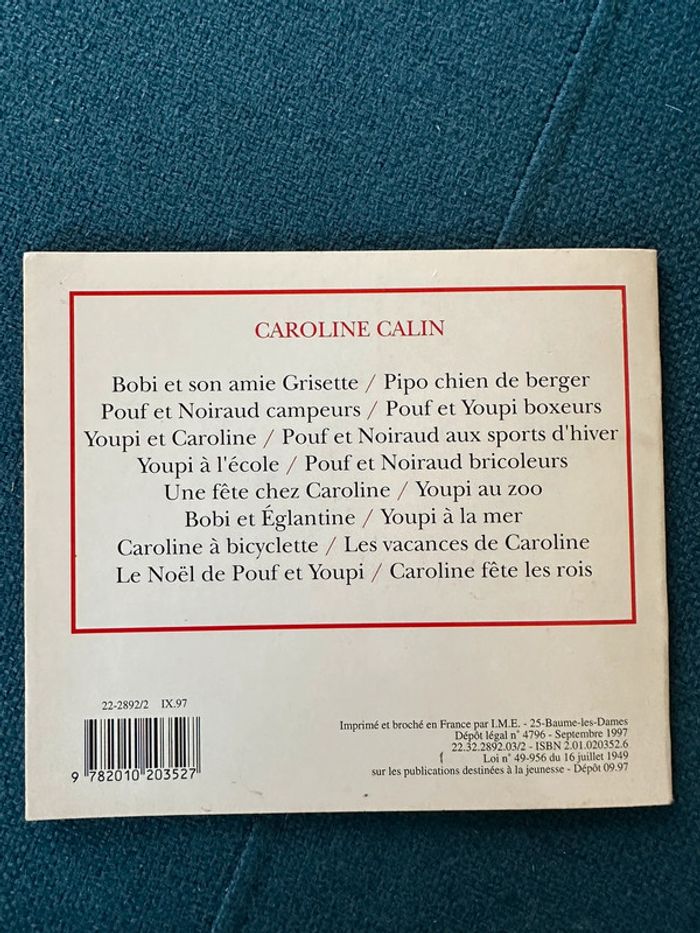 CAROLINE CALIN
Bobi et son amie Grisette / Pipo chien de berger
Pouf et Noiraud campeurs / Pouf et Youpi boxeurs
Youpi et Caroline / Pouf et Noiraud aux sports d'hiver
Youpi à l'école / Pouf et Noiraud bricoleurs
Une fête chez Caroline / Youpi au zoo
Bobi et Églantine / Youpi à la mer
Caroline à bicyclette / Les vacances de Caroline
Le Noël de Pouf et Youpi / Caroline fête les rois
22-2892/2 IX.97
9 782010 203527
Imprimé et broché en France par I.M.E. - 25-Baume-les-Dames
Dépôt légal n° 4796 - Septembre 1997
22.32.2892.03/2 - ISBN 2.01.020352.6
Loi n° 49-956 du 16 juillet 1949
sur les publications destinées à la jeunesse - Dépôt 09.97